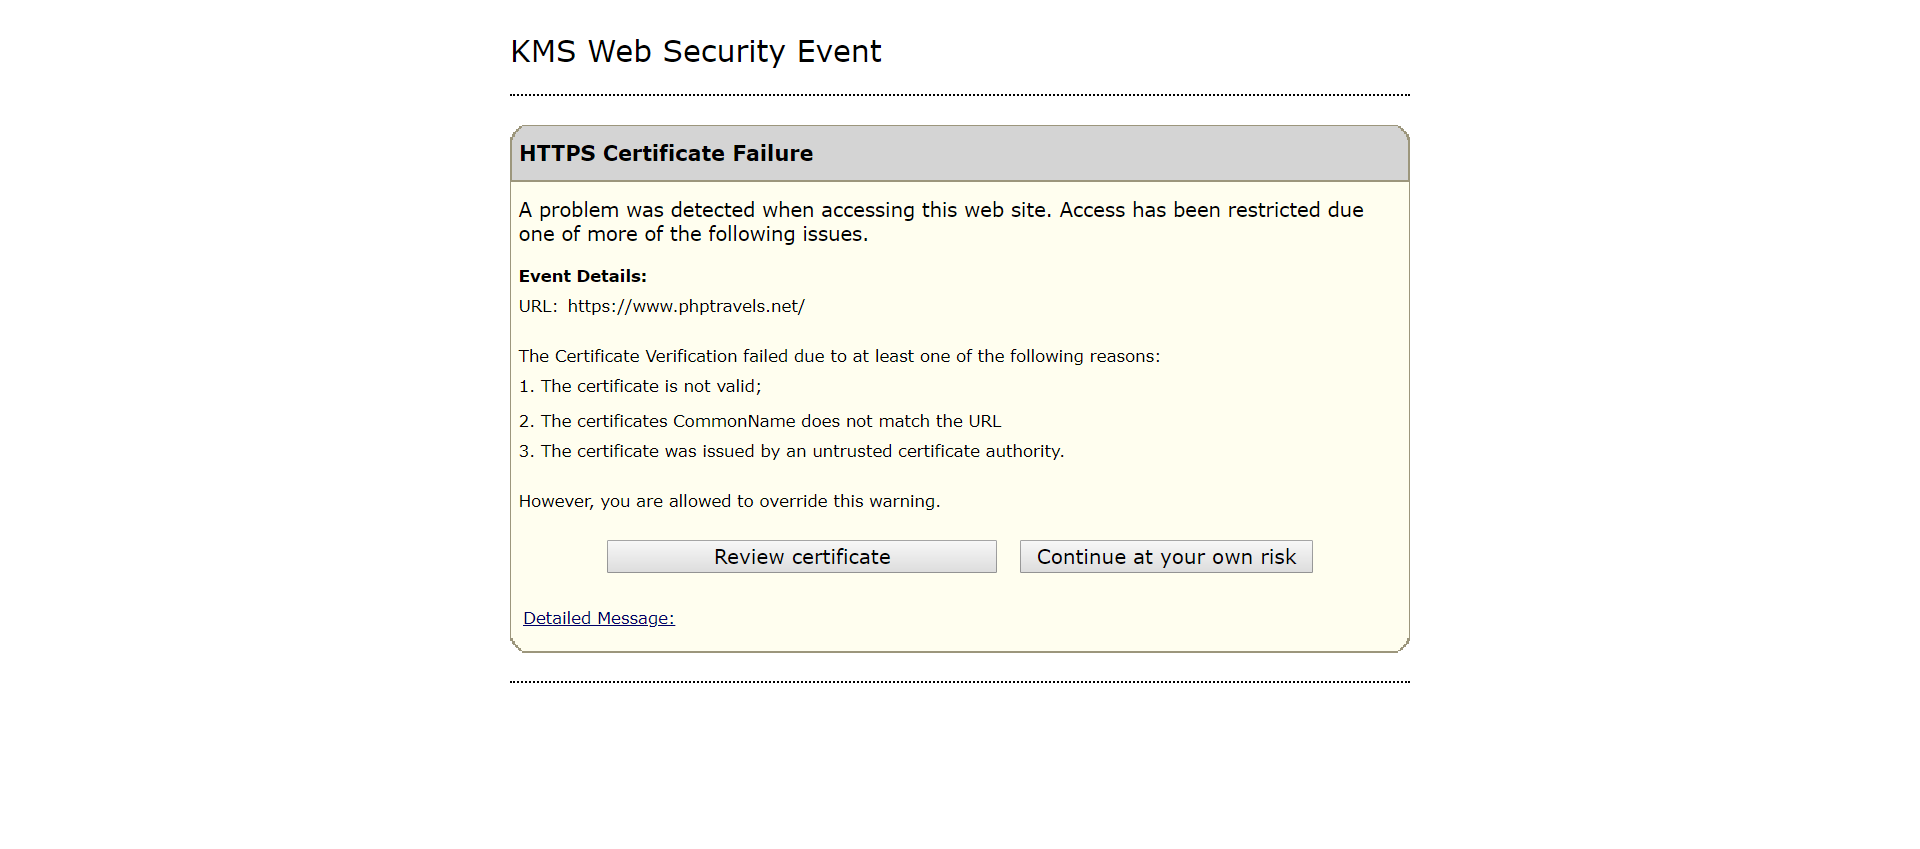 KMS Web Security Event
HTTPS Certificate Failure
A problem was detected when accessing this web site. Access has been restricted due
one of more of the following issues.
Event Details:
URL: https://www.phptravels.net/
The Certificate Verification failed due to at least one of the following reasons:
1. The certificate is not valid;
2. The certificates CommonName does not match the URL
3. The certificate was issued by an untrusted certificate authority.
However, you are allowed to override this warning.
Review certificate
Continue at your own risk
Detailed Message: